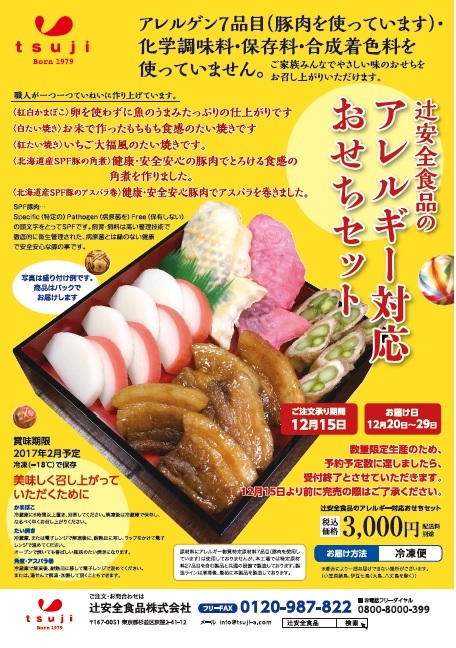 tsuji
Born 1979
アレルゲン7品目(豚肉を使っています)・
化学調味料・保存料・合成着色料を
使っていません。ご家族みんなでやさしい味のおせちを
お召し上がりいただけます。
職人が一つ一つていねいに作り上げています。
〈紅白かまぼこ〉卵を使わずに魚のうまみたっぷりの仕上がりです
〈白たい焼き〉お米で作ったもちもち食感のたい焼きです
〈紅たい焼き〉いちご大福風のたい焼きです。
〈北海道産SPF豚の角煮〉健康・安全安心の豚肉でとろける食感の
角煮を作りました。
〈北海道産SPF豚のアスパラ巻〉健康・安全安心豚肉でアスパラを巻きました。
SPF豚肉…
Specific (特定の) Pathogen (病原菌を) Free (保有しない)
の頭文字をとってSPFです。飼育・飼料は高い管理技術で
徹底的に衛生管理された、病原菌とは縁のない健康
で安全安心な豚の事です。
辻安全食品の
アレルギー対応
おせちセット
写真は盛り付け例です。
商品はパックで
お届けします
賞味期限
2017年2月予定
冷凍(−18℃)で保存
美味しく召し上がって
いただくために
かまぼこ
たい焼き
角煮・アスパラ巻
ご注文承り期間
12月15日
お届け日
12月20日〜29日
数量限定生産のため、
予約予定数に達しましたら、
受付終了とさせていただきます。
12月15日より前に完売の際はご了承ください。
辻安全食品のアレルギー対応おせちセット
税込価格 3,000円 配送料別途
お届け方法 冷凍便
ご注文・お問合わせは
辻安全食品株式会社
フリーFAX 0120-987-822
■お電話フリーダイヤル
0800-8000-399
〒167-0051 東京都杉並区荻窪2-41-12
メール info@tsuji-a.com
辻安全食品 検索
tsuji
Born 1979